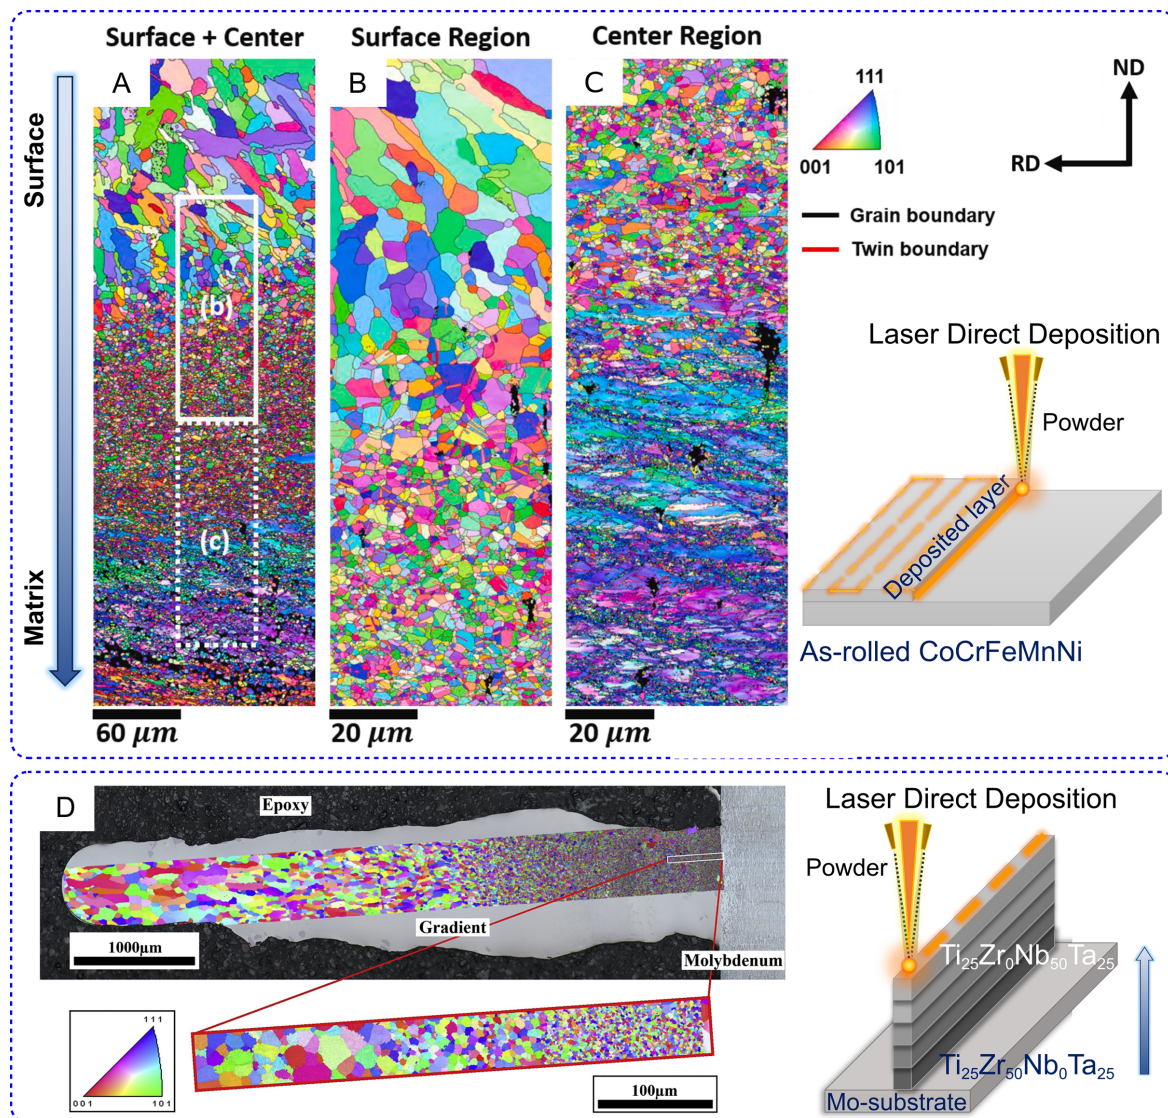 Surface + Center
Surface Region
Center Region
A
B
C
Surface
Matrix
(b)
(c)
60 μm
20 μm
20 μm
111
001
101
ND
RD
Grain boundary
Twin boundary
Laser Direct Deposition
Powder
Deposited layer
As-rolled CoCrFeMnNi
D
Epoxy
Gradient
1000μm
Molybdenum
111
001
101
100μm
Laser Direct Deposition
Powder
Ti₂₅Zr₀Nb₅₀Ta₂₅
Ti₂₅Zr₅₀Nb₀Ta₂₅
Mo-substrate